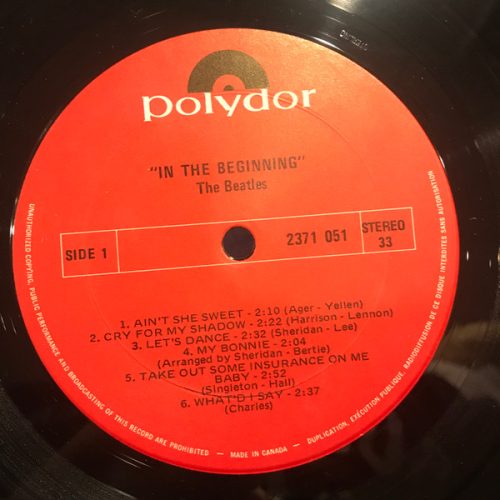 polydor
"IN THE BEGINNING"
The Beatles
SIDE 1
2371 051
STEREO
33
1. AIN'T SHE SWEET - 2:10 (Ager - Yellen)
2. CRY FOR MY SHADOW - 2:22 (Harrison - Lennon)
3. LET'S DANCE - 2:32 (Sheridan - Lee)
4. MY BONNIE - 2:04
(Arranged by Sheridan - Bertie)
5. TAKE OUT SOME INSURANCE ON ME
BABY - 2:52
(Singleton - Hall)
6. WHAT'D I SAY - 2:37
(Charles)
UNAUTHORIZED COPYING, PUBLIC PERFORMANCE AND BROADCASTING OF THIS RECORD ARE PROHIBITED - MADE IN CANADA - DUPLICATION, EXÉCUTION PUBLIQUE, RADIODIFFUSION DE CE DISQUE INTERDITES SANS AUTORISATION